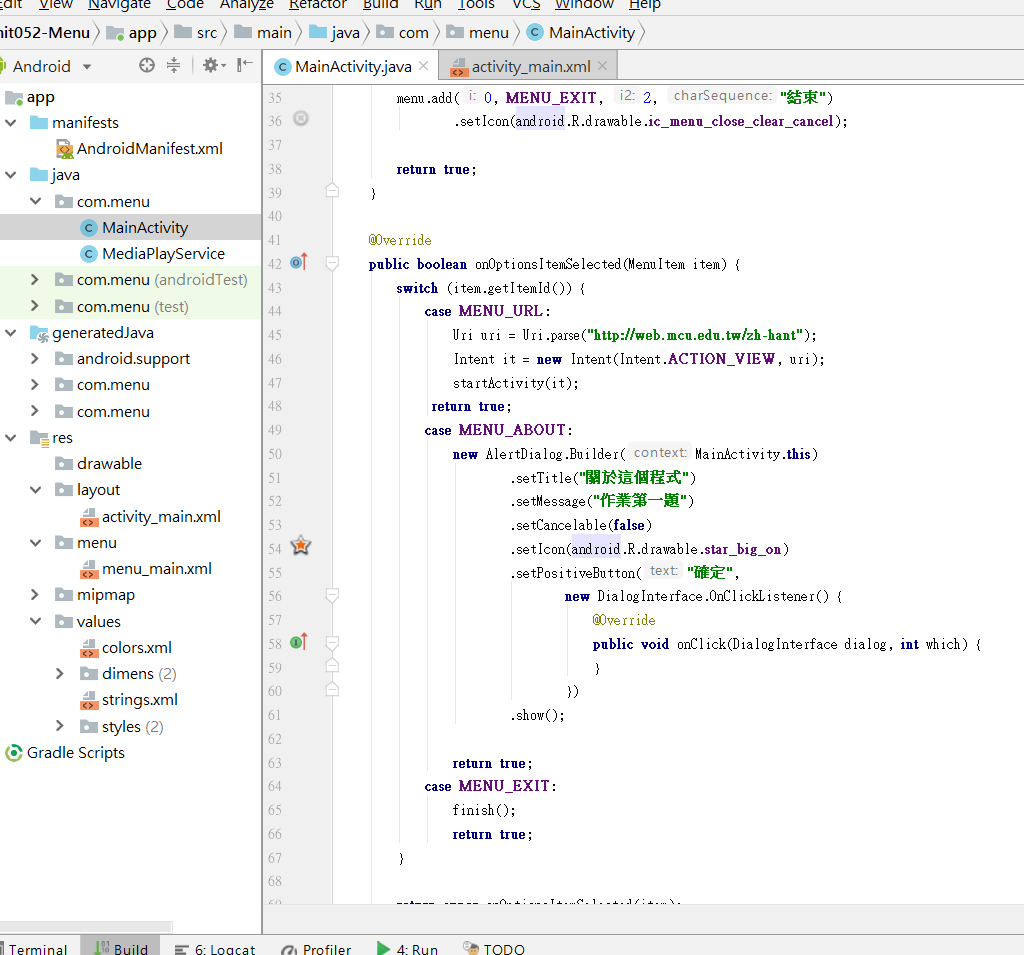 Edit View Navigate Code Analyze Refactor Build Run Tools VCS Window Help
nit052-Menu app src main java com menu MainActivity
Android
MainActivity.java activity_main.xml
app
manifests
AndroidManifest.xml
java
com.menu
MainActivity
MediaPlayService
com.menu (androidTest)
com.menu (test)
generatedJava
android.support
com.menu
com.menu
res
drawable
layout
activity_main.xml
menu
menu_main.xml
mipmap
values
colors.xml
dimens (2)
strings.xml
styles (2)
Gradle Scripts
35 menu.add( i: 0, MENU_EXIT, i2: 2, charSequence: "結束")
36 .setIcon(android.R.drawable.ic_menu_close_clear_cancel);
37
38 return true;
39 }
40
41 @Override
42 public boolean onOptionsItemSelected(MenuItem item) {
43 switch (item.getItemId()) {
44 case MENU_URL:
45 Uri uri = Uri.parse("http://web.mcu.edu.tw/zh-hant");
46 Intent it = new Intent(Intent.ACTION_VIEW, uri);
47 startActivity(it);
48 return true;
49 case MENU_ABOUT:
50 new AlertDialog.Builder( context: MainActivity.this)
51 .setTitle("關於這個程式")
52 .setMessage("作業第一題")
53 .setCancelable(false)
54 .setIcon(android.R.drawable.star_big_on)
55 .setPositiveButton( text: "確定",
56 new DialogInterface.OnClickListener() {
57 @Override
58 public void onClick(DialogInterface dialog, int which) {
59 }
60 })
61 .show();
62
63 return true;
64 case MENU_EXIT:
65 finish();
66 return true;
67 }
68
69 return super.onOptionsItemSelected(item);
Terminal Build 6: Logcat Profiler 4: Run TODO